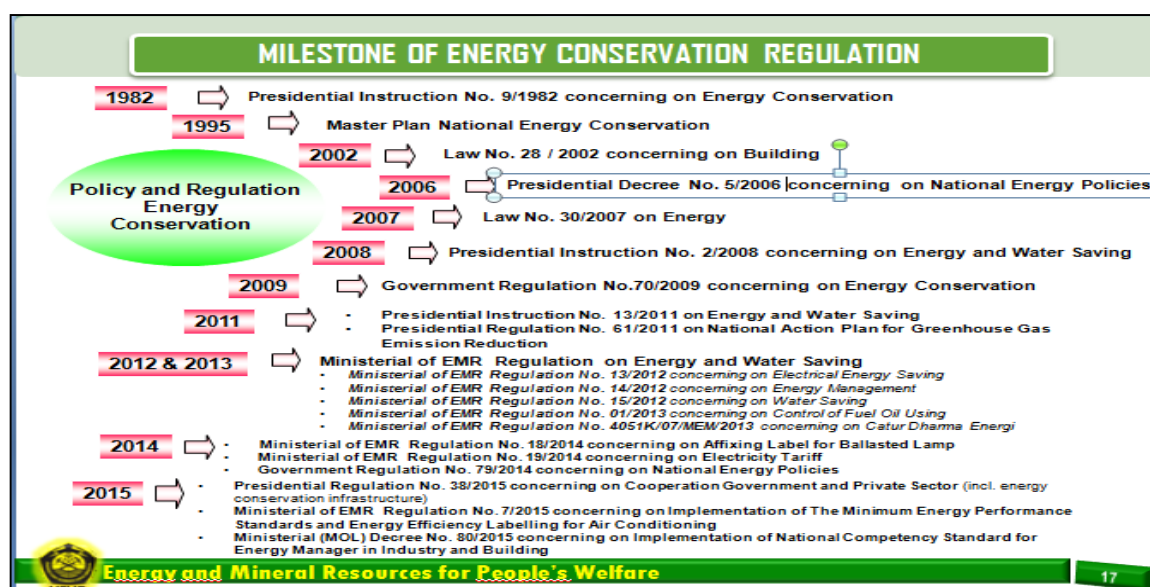 MILESTONE OF ENERGY CONSERVATION REGULATION
1982 Presidential Instruction No. 9/1982 concerning on Energy Conservation
1995 Master Plan National Energy Conservation
2002 Law No. 28 / 2002 concerning on Building
Policy and Regulation
Energy
Conservation
2006 Presidential Decree No. 5/2006 concerning on National Energy Policies
2007 Law No. 30/2007 on Energy
2008 Presidential Instruction No. 2/2008 concerning on Energy and Water Saving
2009 Government Regulation No.70/2009 concerning on Energy Conservation
2011 • Presidential Instruction No. 13/2011 on Energy and Water Saving
• Presidential Regulation No. 61/2011 on National Action Plan for Greenhouse Gas
Emission Reduction
2012 & 2013 Ministerial of EMR Regulation on Energy and Water Saving
• Ministerial of EMR Regulation No. 13/2012 concerning on Electrical Energy Saving
• Ministerial of EMR Regulation No. 14/2012 concerning on Energy Management
• Ministerial of EMR Regulation No. 15/2012 concerning on Water Saving
• Ministerial of EMR Regulation No. 01/2013 concerning on Control of Fuel Oil Using
• Ministerial of EMR Regulation No. 4051K/07/MEM/2013 concerning on Catur Dharma Energi
2014 • Ministerial of EMR Regulation No. 18/2014 concerning on Affixing Label for Ballasted Lamp
• Ministerial of EMR Regulation No. 19/2014 concerning on Electricity Tariff
• Government Regulation No. 79/2014 concerning on National Energy Policies
2015 • Presidential Regulation No. 38/2015 concerning on Cooperation Government and Private Sector (incl. energy
conservation infrastructure)
• Ministerial of EMR Regulation No. 7/2015 concerning on Implementation of The Minimum Energy Performance
Standards and Energy Efficiency Labelling for Air Conditioning
• Ministerial (MOL) Decree No. 80/2015 concerning on Implementation of National Competency Standard for
Energy Manager in Industry and Building
Energy and Mineral Resources for People's Welfare
17